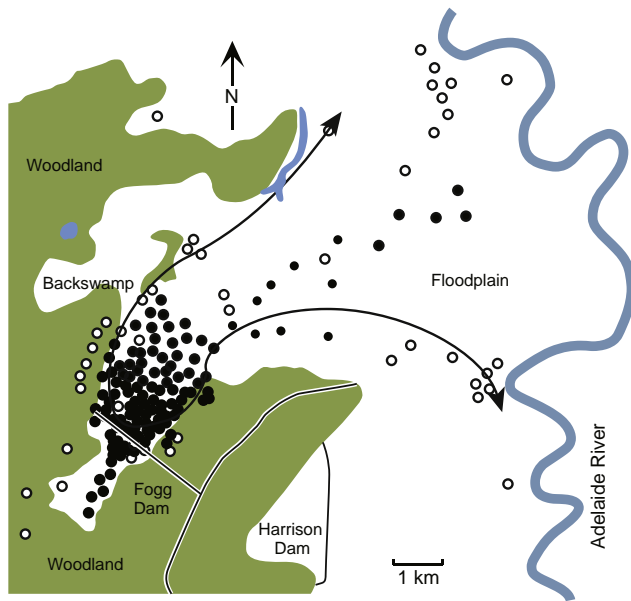 N
Woodland
Backswamp
Floodplain
Fogg
Dam
Harrison
Dam
Woodland
1 km
Adelaide River